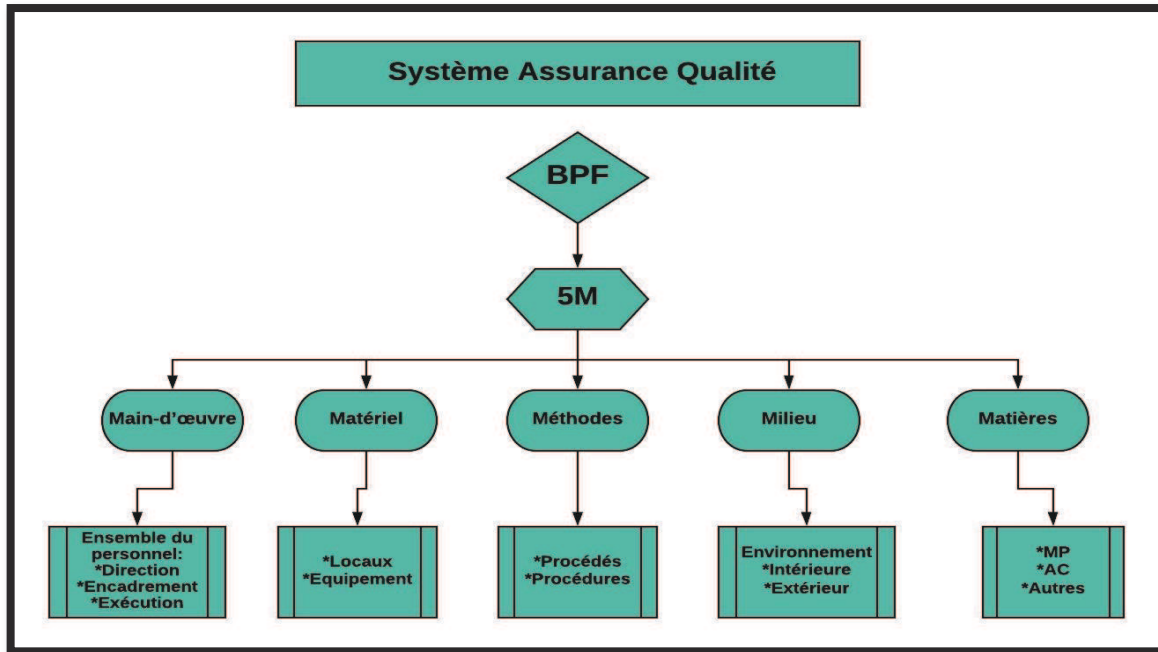 Système Assurance Qualité
BPF
5M
Main-d'œuvre
Matériel
Méthodes
Milieu
Matières
Ensemble du
personnel:
*Direction
*Encadrement
*Exécution
*Locaux
*Equipement
*Procédés
*Procédures
Environnement
*Intérieure
*Extérieur
*MP
*AC
*Autres